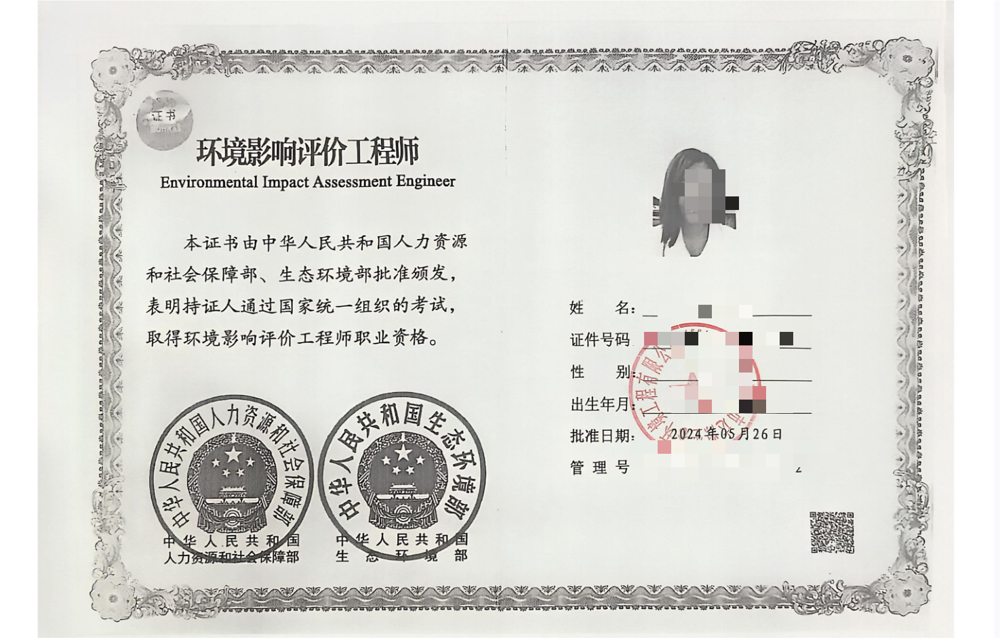 证书
环境影响评价工程师
Environmental Impact Assessment Engineer
本证书由中华人民共和国人力资源
和社会保障部、生态环境部批准颁发，
表明持证人通过国家统一组织的考试，
取得环境影响评价工程师职业资格。
中华人民共和国人力资源和社会保障部
中华人民共和国
人力资源和社会保障部
中华人民共和国生态环境部
中华人民共和国
生态环境部
姓名：
证件号码
性别：
出生年月：
批准日期：2024年05月26日
管理号
工程有限公